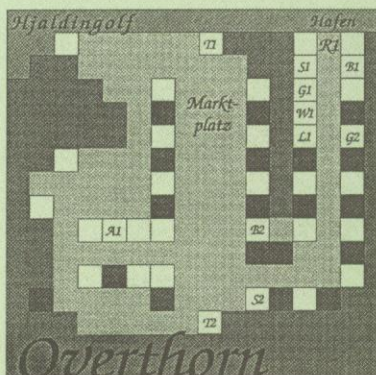 Hjaldingolf Hafen
T1 R1
S1 B1
G1
Markt-
platz
W1
L1 G2
A1 B2
S2
T2
Overthorn